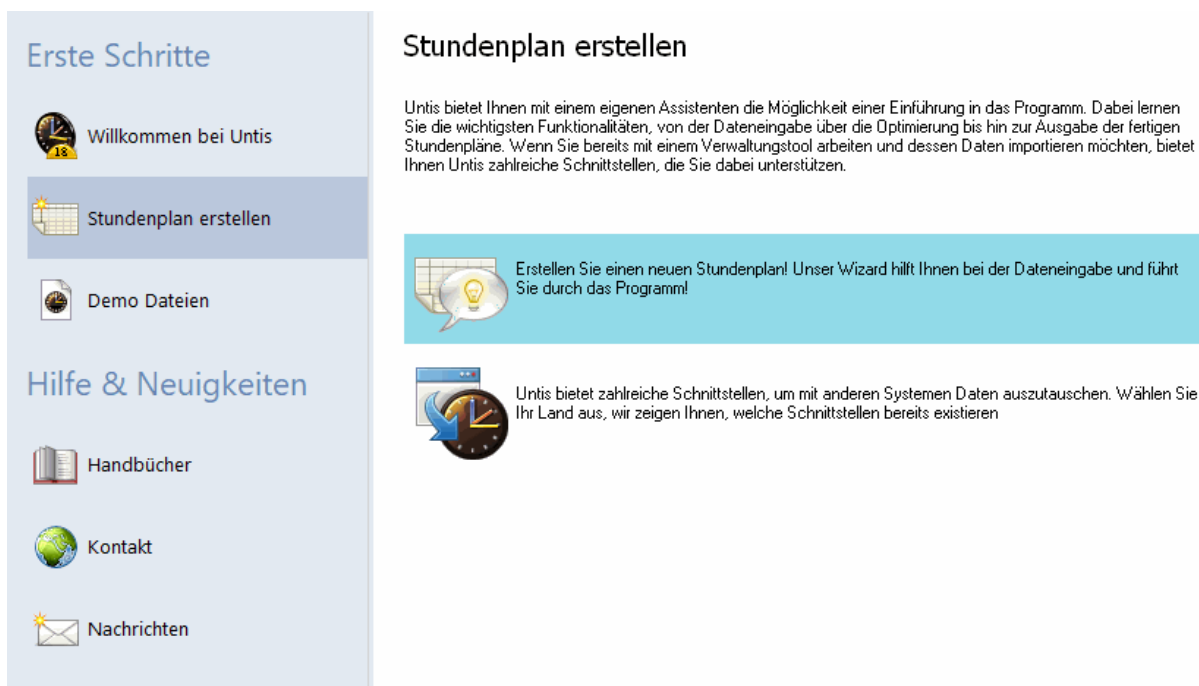 Erste Schritte
18
Willkommen bei Untis
Stundenplan erstellen
Demo Dateien
Hilfe & Neuigkeiten
Handbücher
Kontakt
Nachrichten
Stundenplan erstellen
Untis bietet Ihnen mit einem eigenen Assistenten die Möglichkeit einer Einführung in das Programm. Dabei lernen
Sie die wichtigsten Funktionalitäten, von der Dateneingabe über die Optimierung bis hin zur Ausgabe der fertigen
Stundenpläne. Wenn Sie bereits mit einem Verwaltungstool arbeiten und dessen Daten importieren möchten, bietet
Ihnen Untis zahlreiche Schnittstellen, die Sie dabei unterstützen.
Erstellen Sie einen neuen Stundenplan! Unser Wizard hilft Ihnen bei der Dateneingabe und führt
Sie durch das Programm!
Untis bietet zahlreiche Schnittstellen, um mit anderen Systemen Daten auszutauschen. Wählen Sie
Ihr Land aus, wir zeigen Ihnen, welche Schnittstellen bereits existieren